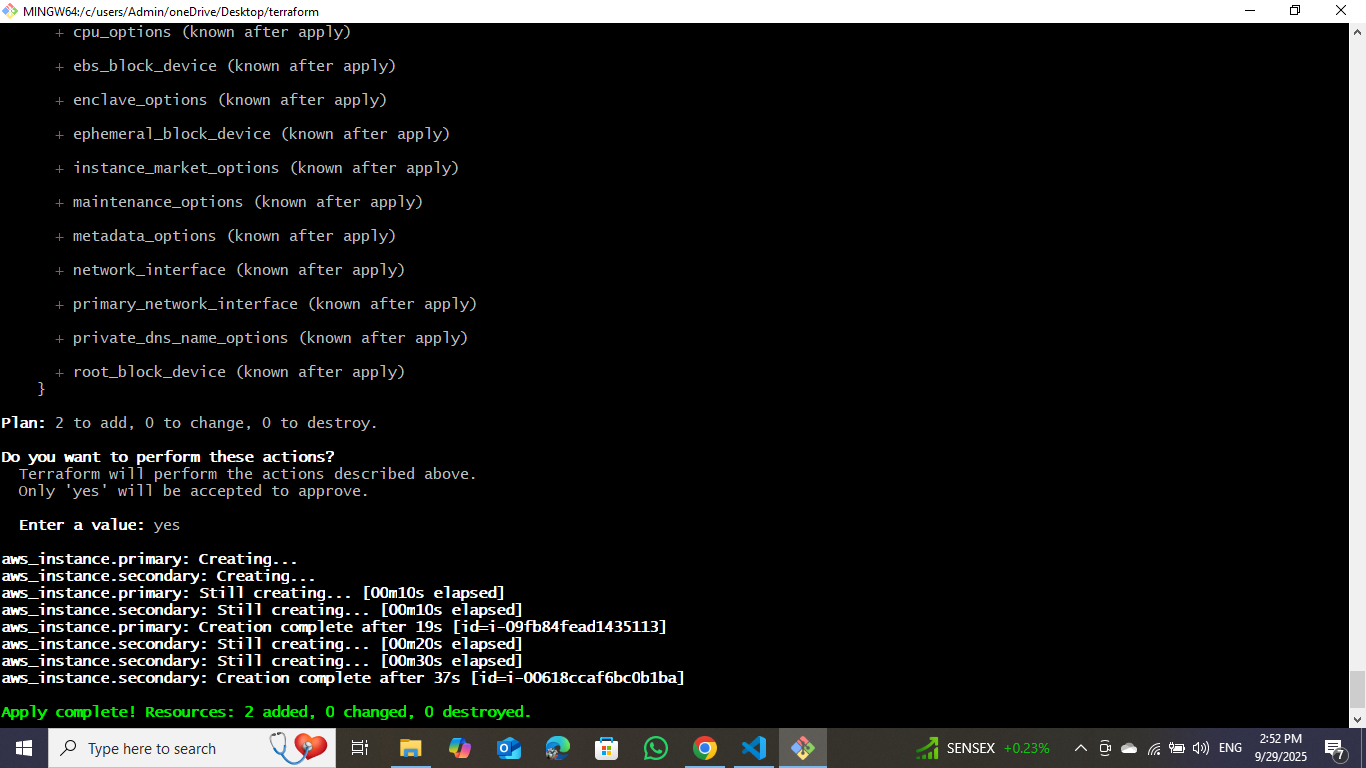 MINGW64:/c/users/Admin/oneDrive/Desktop/terraform
+ cpu_options (known after apply)
+ ebs_block_device (known after apply)
+ enclave_options (known after apply)
+ ephemeral_block_device (known after apply)
+ instance_market_options (known after apply)
+ maintenance_options (known after apply)
+ metadata_options (known after apply)
+ network_interface (known after apply)
+ primary_network_interface (known after apply)
+ private_dns_name_options (known after apply)
+ root_block_device (known after apply)
}
Plan: 2 to add, 0 to change, 0 to destroy.
Do you want to perform these actions?
Terraform will perform the actions described above.
Only 'yes' will be accepted to approve.
Enter a value: yes
aws_instance.primary: Creating...
aws_instance.secondary: Creating...
aws_instance.primary: Still creating... [00m10s elapsed]
aws_instance.secondary: Still creating... [00m10s elapsed]
aws_instance.primary: Creation complete after 19s [id=i-09fb84fead1435113]
aws_instance.secondary: Still creating... [00m20s elapsed]
aws_instance.secondary: Still creating... [00m30s elapsed]
aws_instance.secondary: Creation complete after 37s [id=i-00618ccaf6bc0b1ba]
Apply complete! Resources: 2 added, 0 changed, 0 destroyed.
Type here to search
SENSEX +0.23%
ENG
2:52 PM
9/29/2025
7